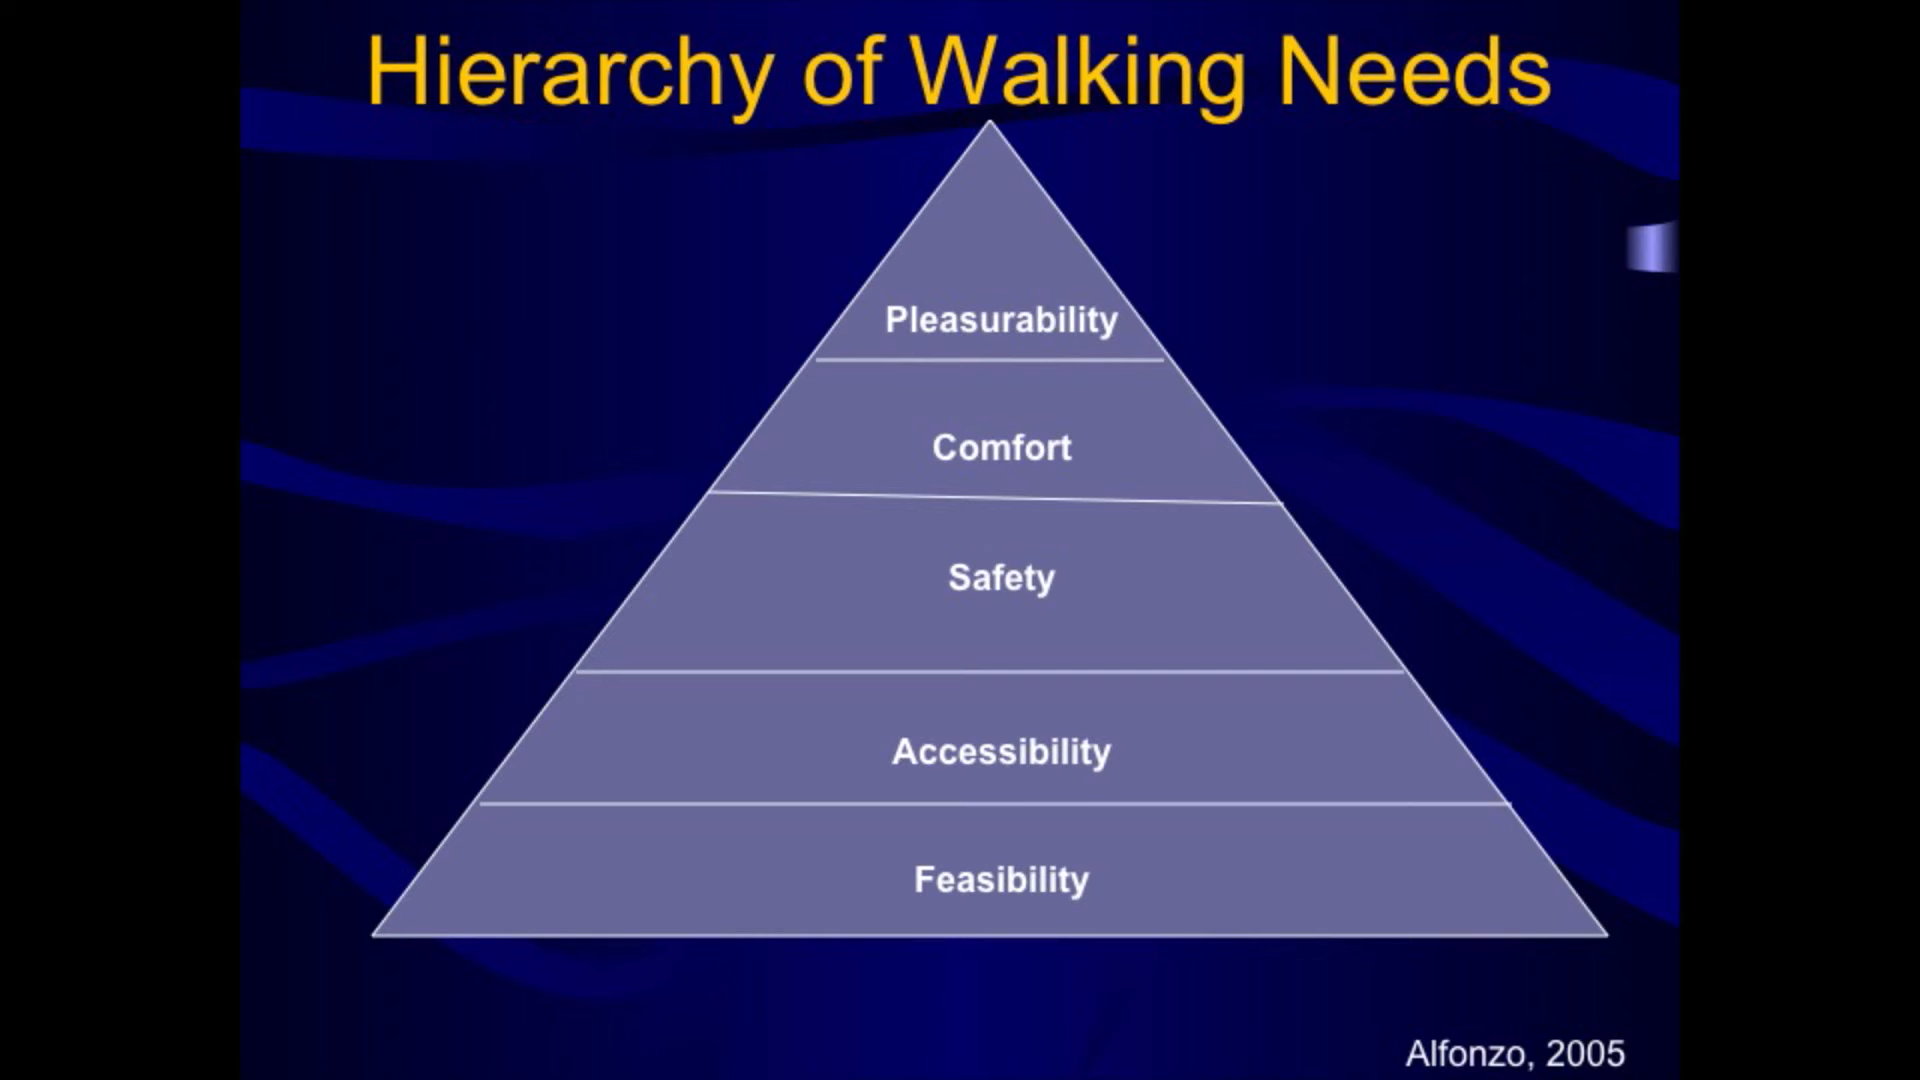 Hierarchy of Walking Needs
Pleasurability
Comfort
Safety
Accessibility
Feasibility
Alfonzo, 2005